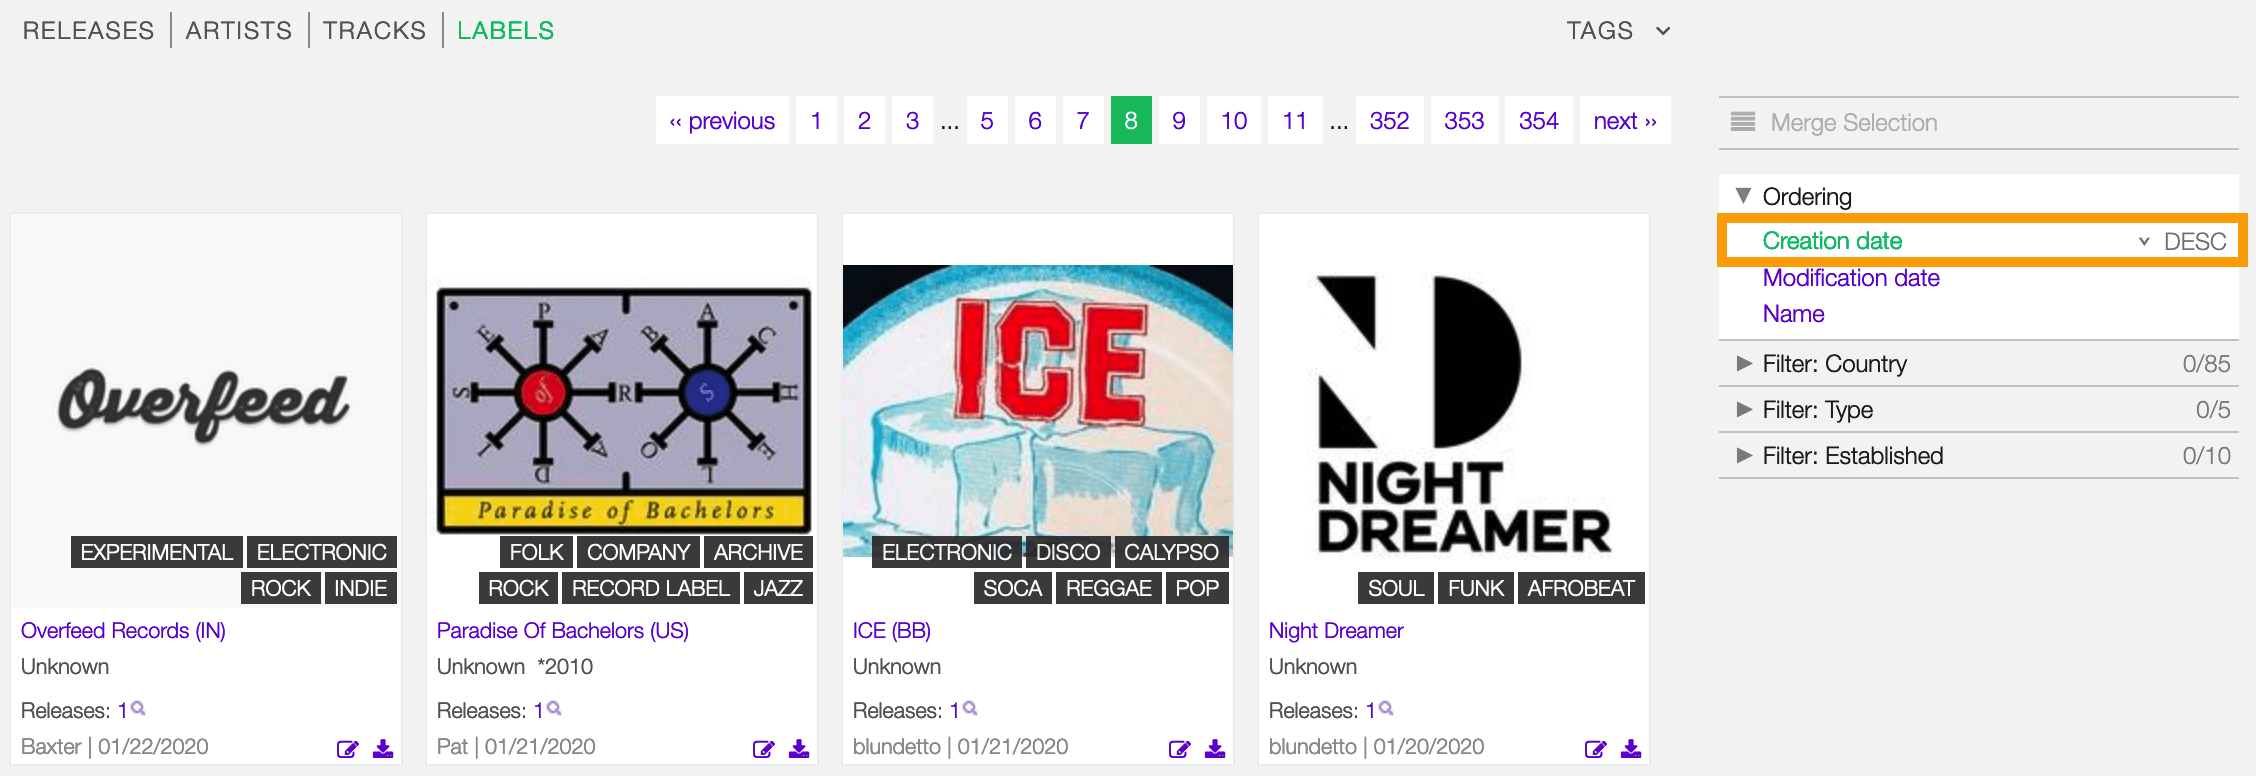 RELEASES ARTISTS TRACKS LABELS
TAGS
‹‹ previous 1 2 3 ... 5 6 7 8 9 10 11 ... 352 353 354 next ››
Merge Selection
Ordering
Creation date DESC
Modification date
Name
Filter: Country 0/85
Filter: Type 0/5
Filter: Established 0/10
Overfeed
EXPERIMENTAL ELECTRONIC
ROCK INDIE
Overfeed Records (IN)
Unknown
Releases: 1
Baxter | 01/22/2020
P A R A D I S E
B A C H E L O R S
Paradise of Bachelors
FOLK COMPANY ARCHIVE
ROCK RECORD LABEL JAZZ
Paradise Of Bachelors (US)
Unknown *2010
Releases: 1
Pat | 01/21/2020
ICE
ELECTRONIC DISCO CALYPSO
SOCA REGGAE POP
ICE (BB)
Unknown
Releases: 1
blundetto | 01/21/2020
ND
NIGHT
DREAMER
SOUL FUNK AFROBEAT
Night Dreamer
Unknown
Releases: 1
blundetto | 01/20/2020